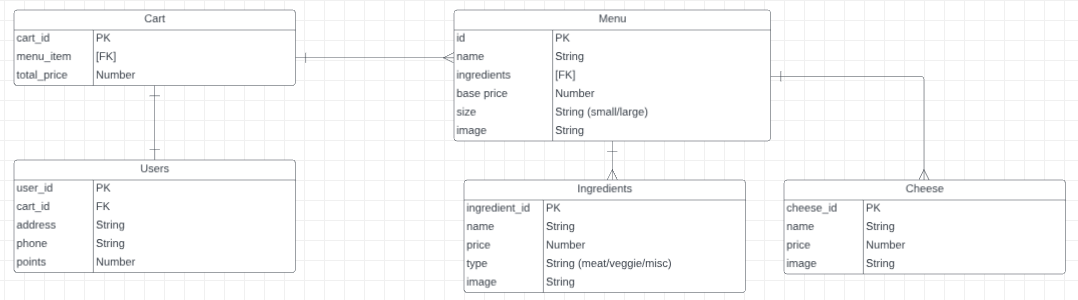 Cart
cart_id PK
menu_item [FK]
total_price Number
Menu
id PK
name String
ingredients [FK]
base price Number
size String (small/large)
image String
Users
user_id PK
cart_id FK
address String
phone String
points Number
Ingredients
ingredient_id PK
name String
price Number
type String (meat/veggie/misc)
image String
Cheese
cheese_id PK
name String
price Number
image String